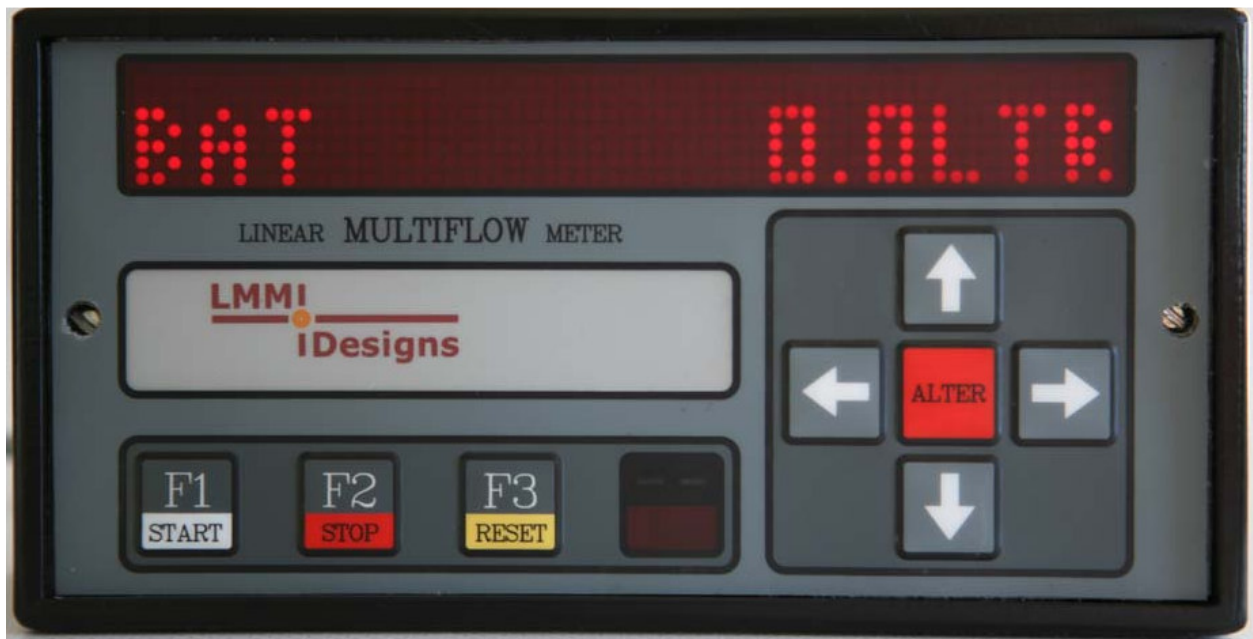 BAT 0.0LTR
LINEAR MULTIFLOW METER
LMMI
IDesigns
ALTER
F1 F2 F3
START STOP RESET